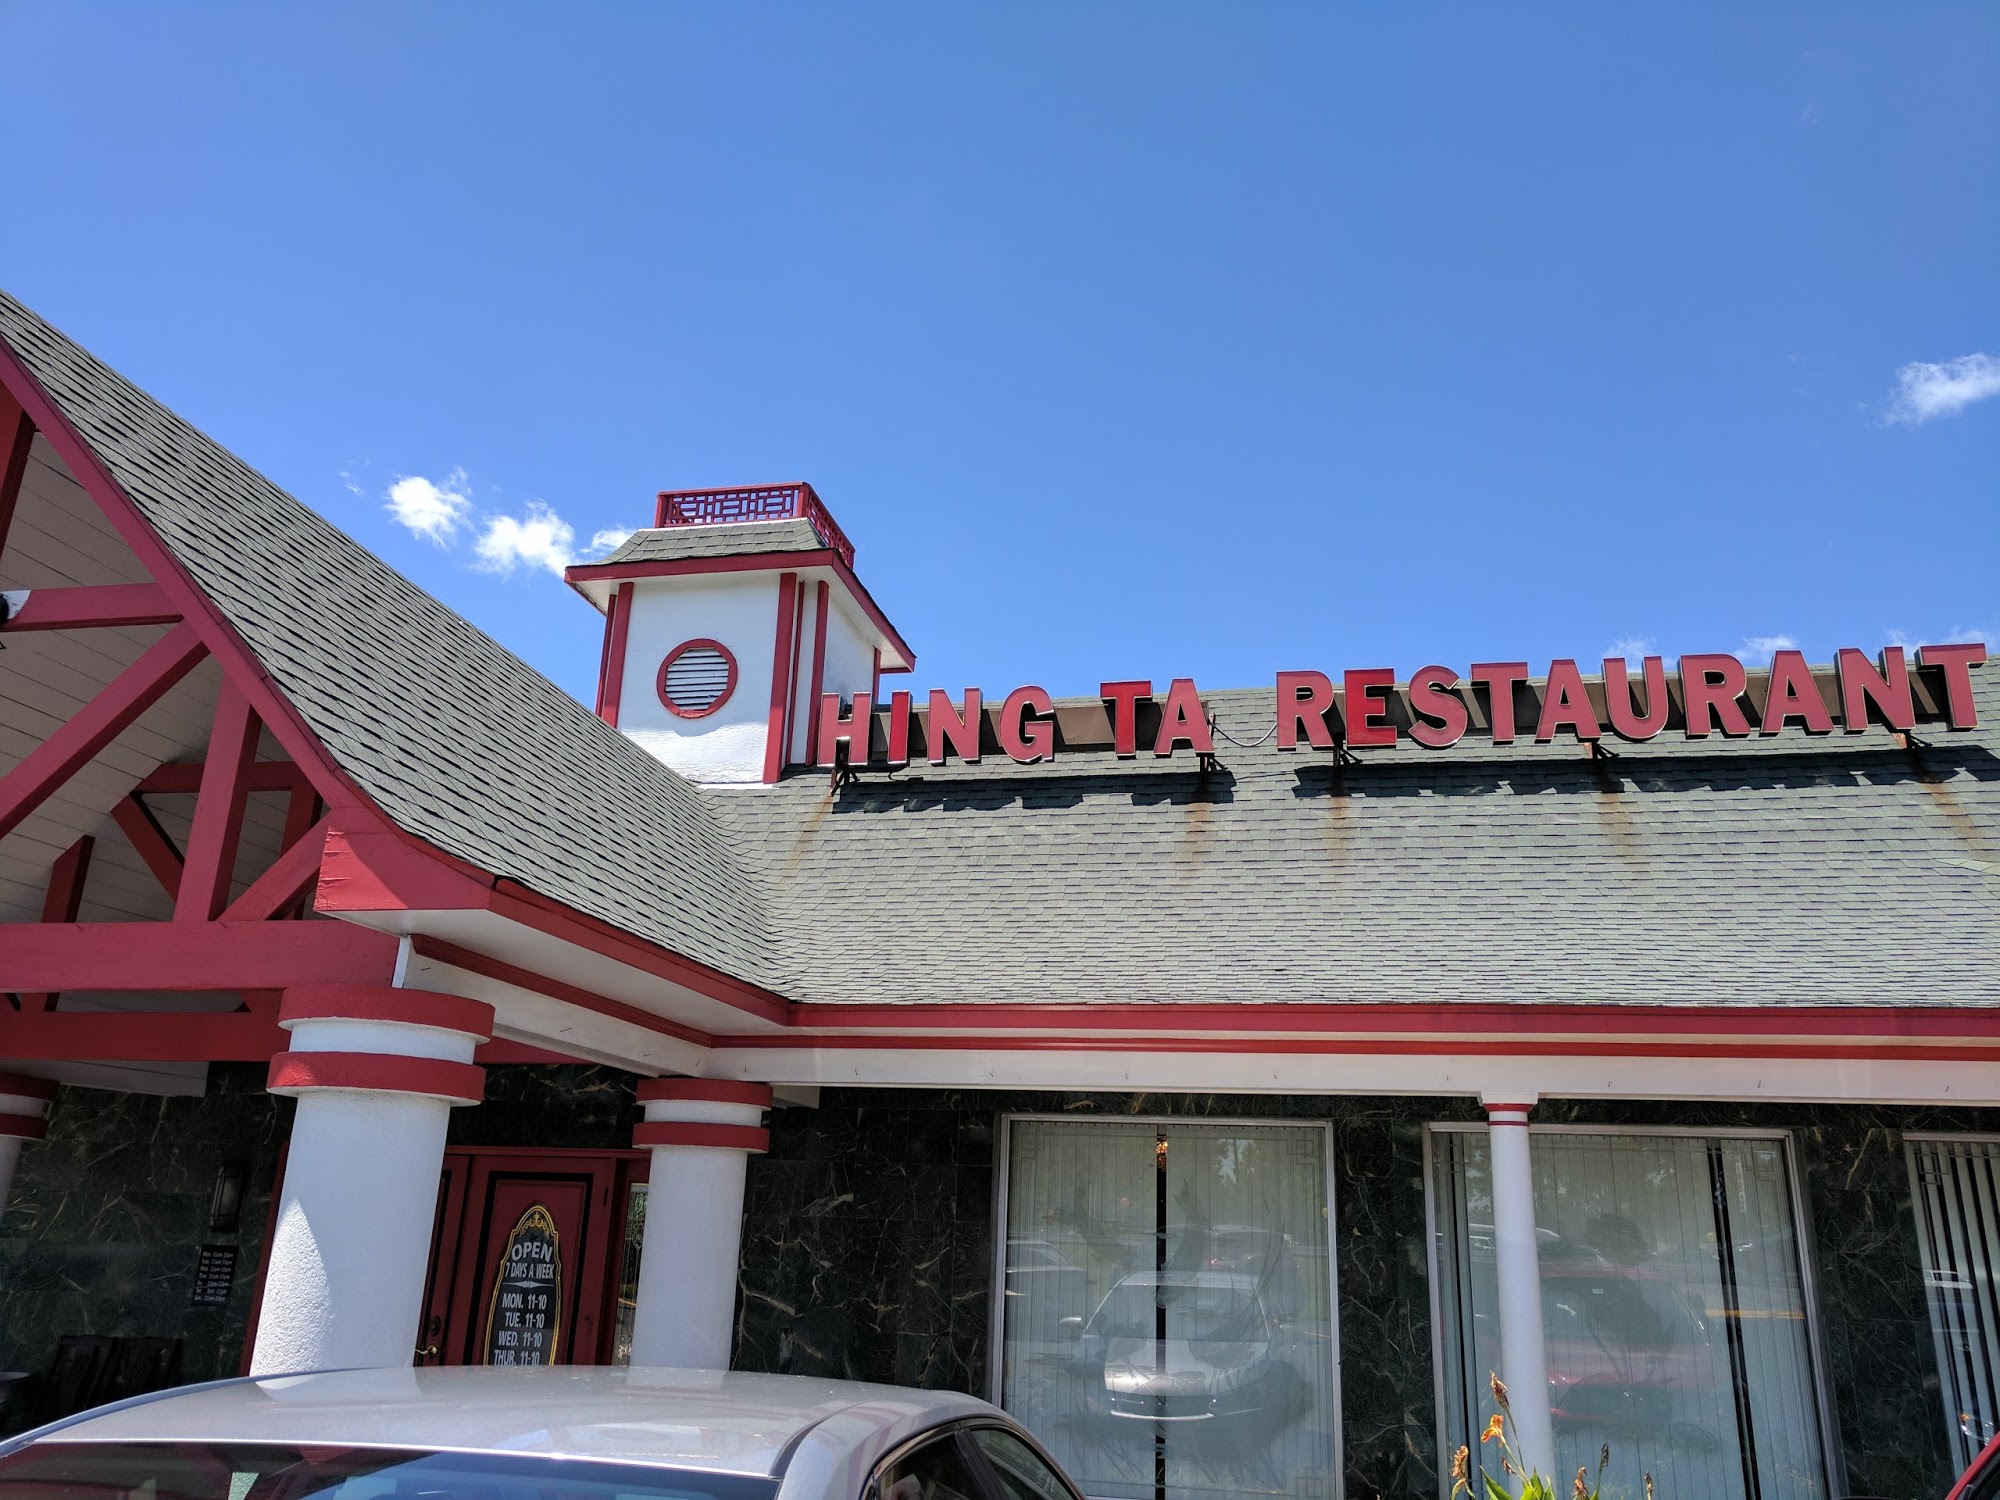 HING TA RESTAURANT
OPEN
7 DAYS A WEEK
MON. 11-10
TUE. 11-10
WED. 11-10
THUR. 11-10